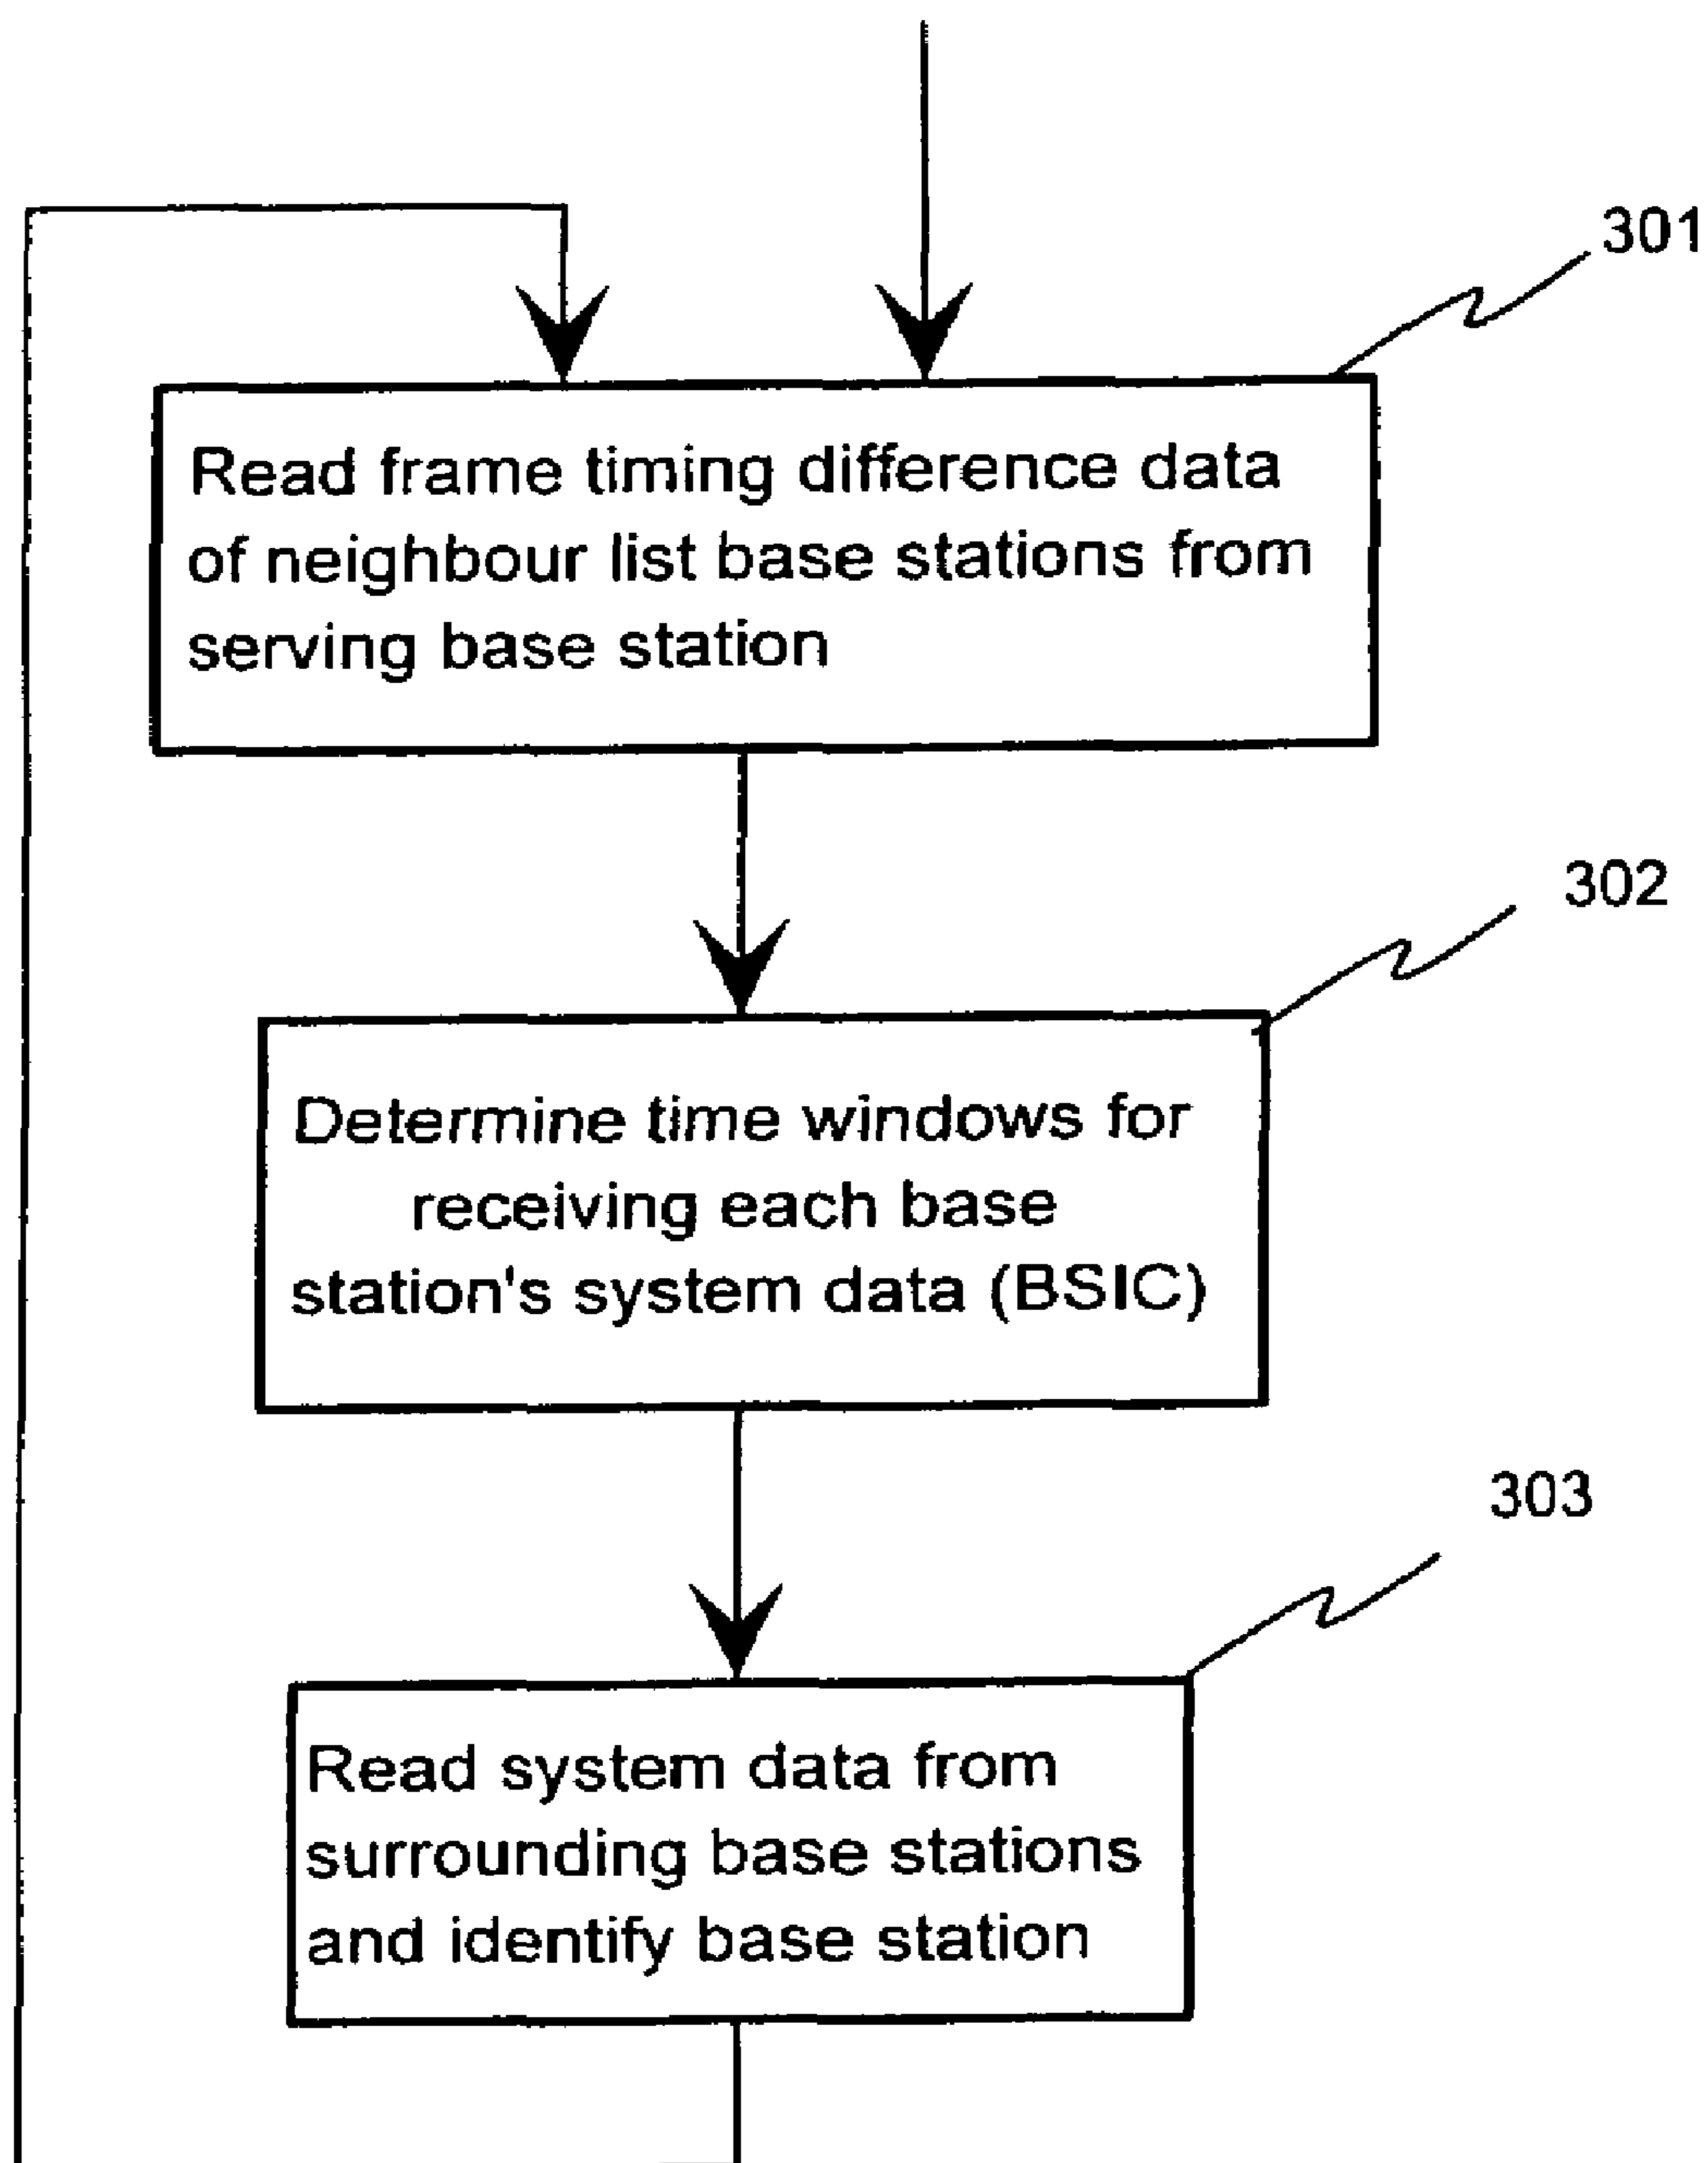 301
Read frame timing difference data
of neighbour list base stations from
serving base station
302
Determine time windows for
receiving each base
station's system data (BSIC)
303
Read system data from
surrounding base stations
and identify base station